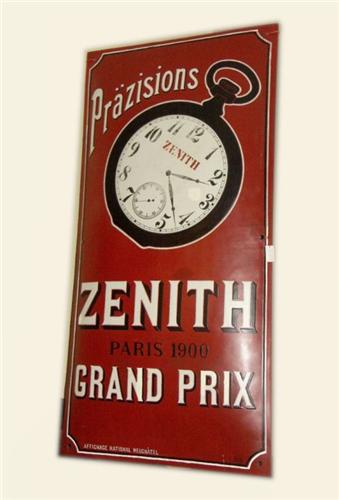 Präzisions
ZENITH
ZENITH
PARIS 1900
GRAND PRIX
AFFICHAGE NATIONAL NEUCHÂTEL